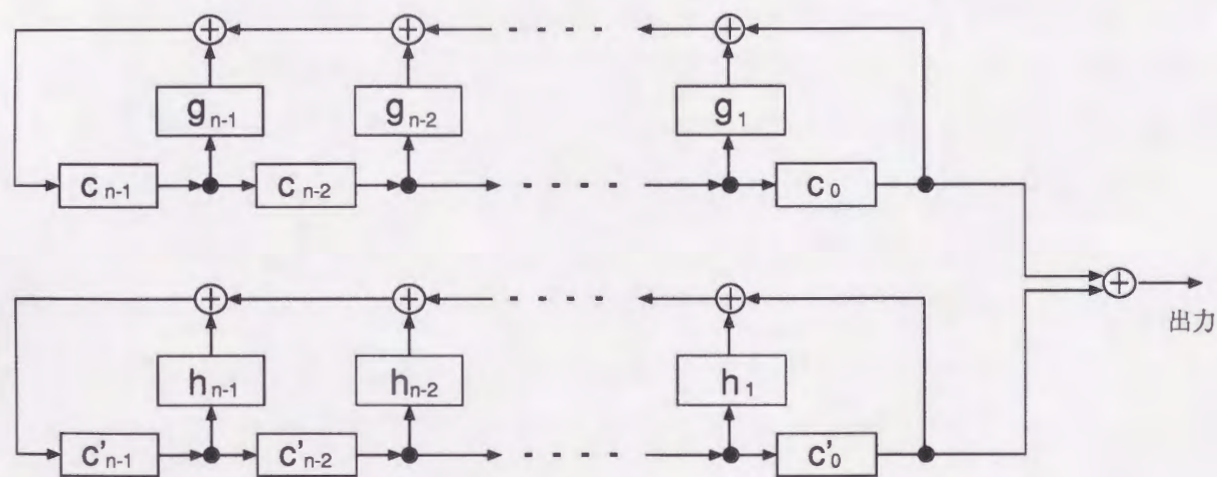 g n-1 g n-2 g 1
C n-1 C n-2 C 0
h n-1 h n-2 h 1
C' n-1 C' n-2 C' 0
出力